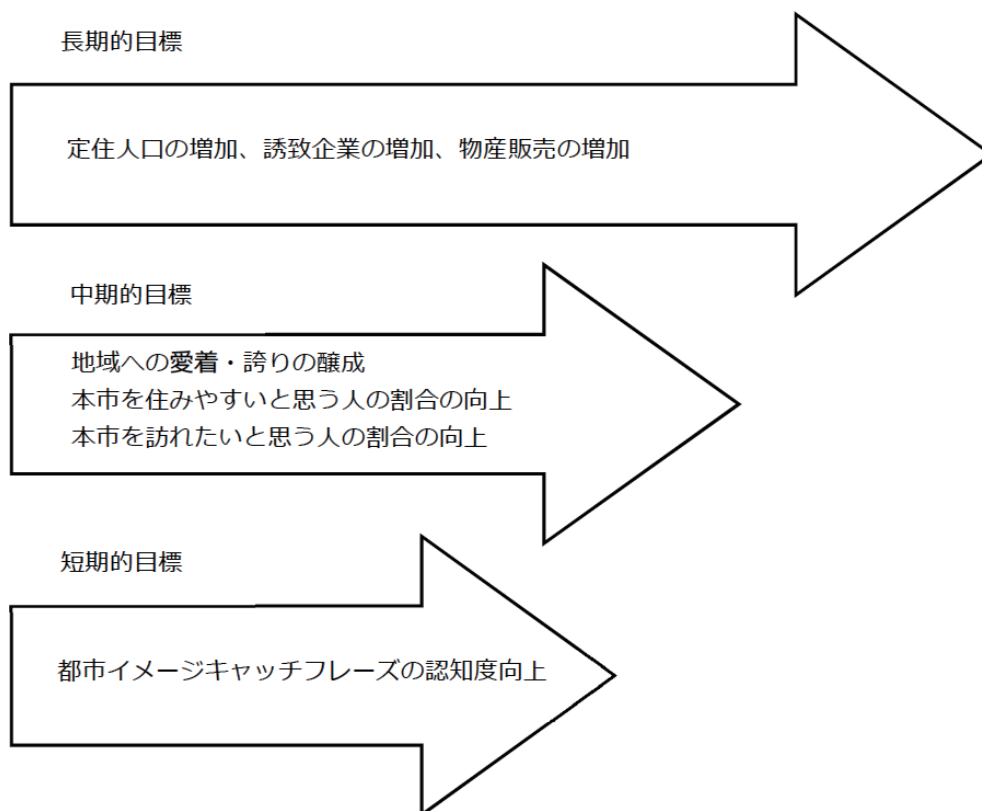 長期的目標
定住人口の増加、誘致企業の増加、物産販売の増加
中期的目標
地域への愛着・誇りの醸成
本市を住みやすいと思う人の割合の向上
本市を訪れたいと思う人の割合の向上
短期的目標
都市イメージキャッチフレーズの認知度向上